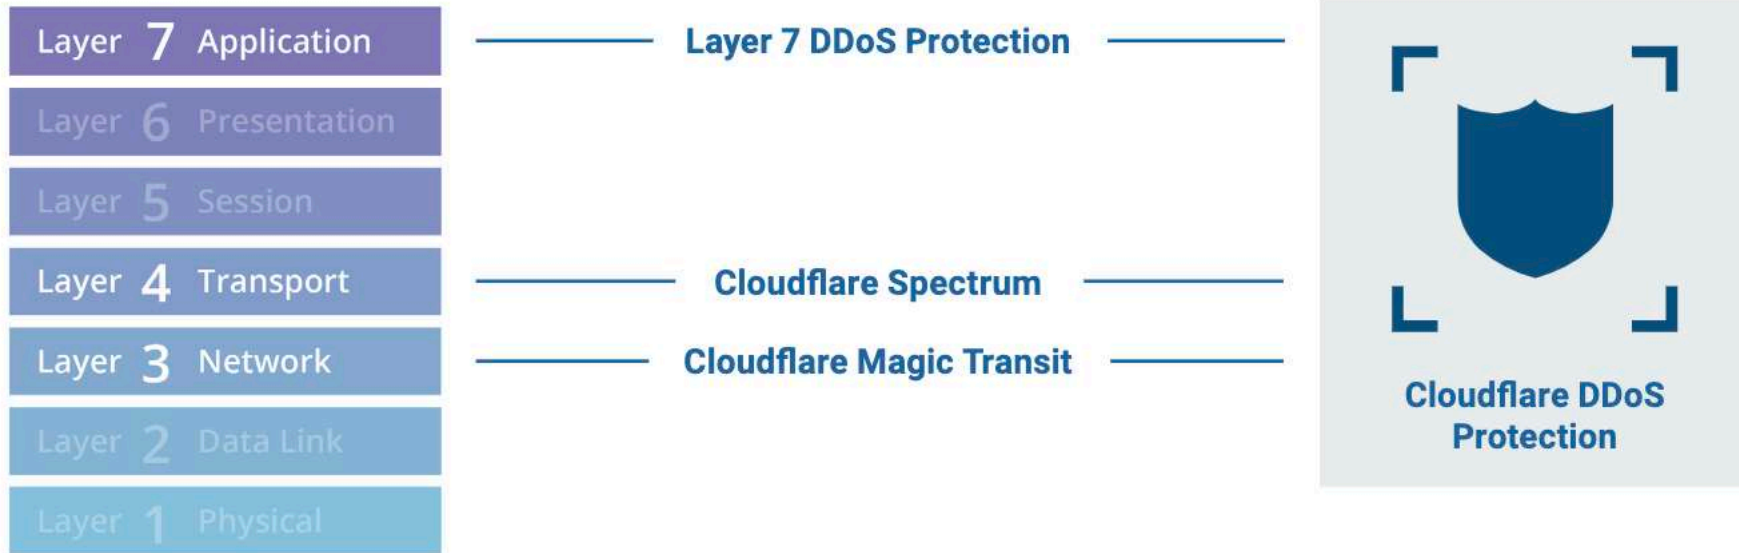 Layer 7 Application
Layer 7 DDoS Protection
Layer 6 Presentation
Layer 5 Session
Layer 4 Transport
Cloudflare Spectrum
Layer 3 Network
Cloudflare Magic Transit
Layer 2 Data Link
Layer 1 Physical
Cloudflare DDoS
Protection